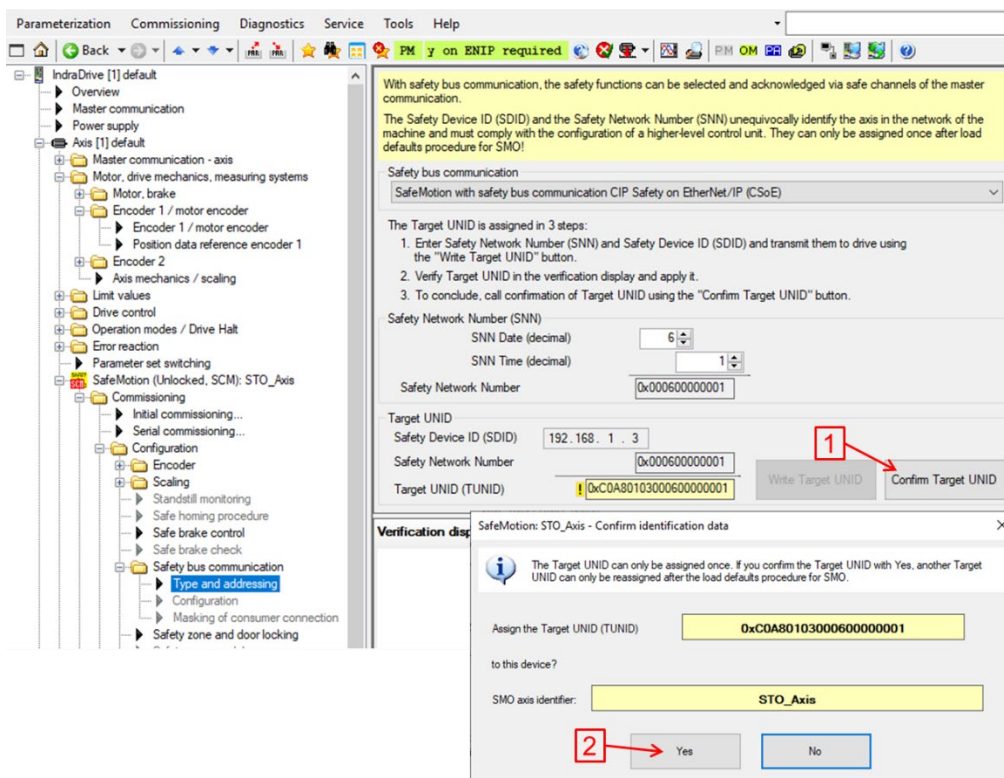 Parameterization Commissioning Diagnostics Service Tools Help
Back PM y on ENIP required PM OM
IndraDrive [1] default
Overview
Master communication
Power supply
Axis [1] default
Master communication - axis
Motor, drive mechanics, measuring systems
Motor, brake
Encoder 1 / motor encoder
Encoder 1 / motor encoder
Position data reference encoder 1
Encoder 2
Axis mechanics / scaling
Limit values
Drive control
Operation modes / Drive Halt
Error reaction
Parameter set switching
SafeMotion (Unlocked, SCM): STO_Axis
Commissioning
Initial commissioning...
Serial commissioning...
Configuration
Encoder
Scaling
Standstill monitoring
Safe homing procedure
Safe brake control
Safe brake check
Safety bus communication
Type and addressing
Configuration
Masking of consumer connection
Safety zone and door locking
With safety bus communication, the safety functions can be selected and acknowledged via safe channels of the master
communication.
The Safety Device ID (SDID) and the Safety Network Number (SNN) unequivocally identify the axis in the network of the
machine and must comply with the configuration of a higher-level control unit. They can only be assigned once after load
defaults procedure for SMO!
Safety bus communication
SafeMotion with safety bus communication CIP Safety on EtherNet/IP (CSoE)
The Target UNID is assigned in 3 steps:
1. Enter Safety Network Number (SNN) and Safety Device ID (SDID) and transmit them to drive using
the "Write Target UNID" button.
2. Verify Target UNID in the verification display and apply it.
3. To conclude, call confirmation of Target UNID using the "Confirm Target UNID" button.
Safety Network Number (SNN)
SNN Date (decimal) 6
SNN Time (decimal) 1
Safety Network Number 0x000600000001
Target UNID
Safety Device ID (SDID) 192.168. 1 . 3
1
Safety Network Number 0x000600000001
Target UNID (TUNID) ! 0xC0A80103000600000001 Write Target UNID Confirm Target UNID
Verification disp
SafeMotion: STO_Axis - Confirm identification data
The Target UNID can only be assigned once. If you confirm the Target UNID with Yes, another Target
UNID can only be reassigned after the load defaults procedure for SMO.
Assign the Target UNID (TUNID) 0xC0A80103000600000001
to this device?
SMO axis identifier: STO_Axis
2 Yes No